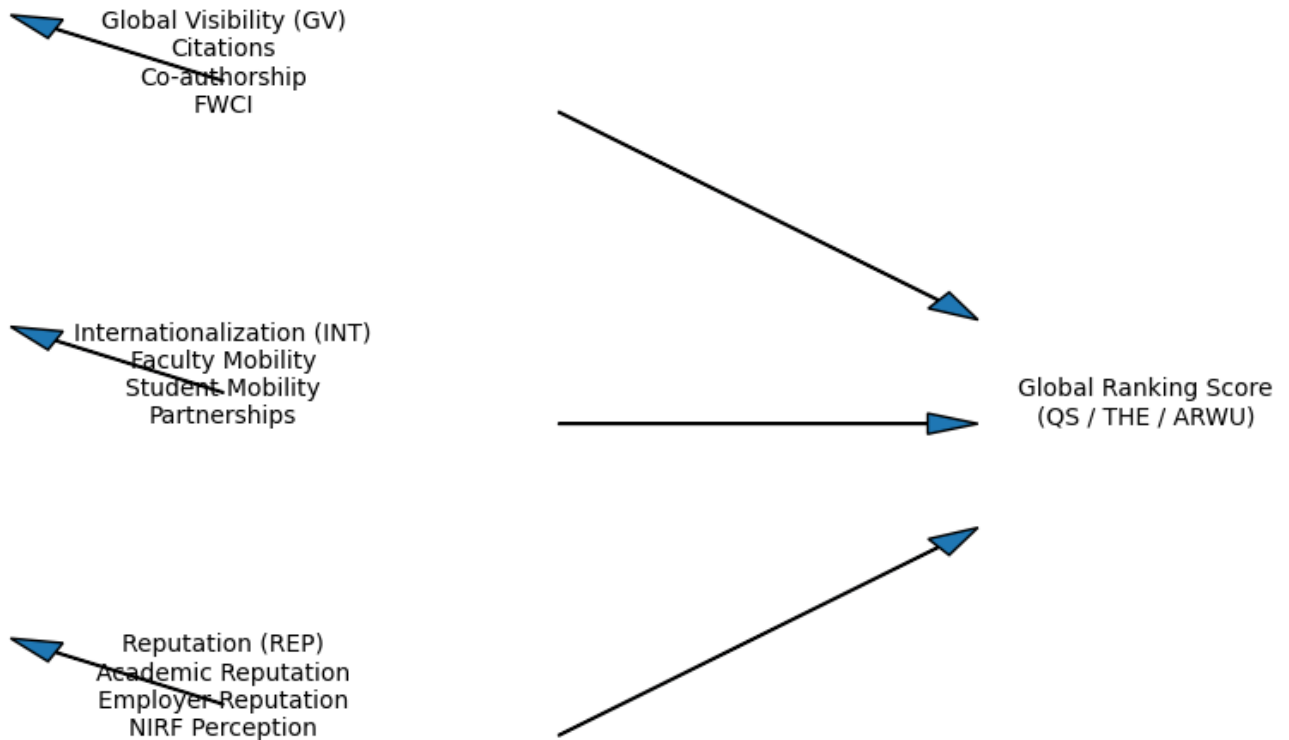 Global Visibility (GV)
Citations
Co-authorship
FWCI
Internationalization (INT)
Faculty Mobility
Student Mobility
Partnerships
Global Ranking Score
(QS / THE / ARWU)
Reputation (REP)
Academic Reputation
Employer Reputation
NIRF Perception